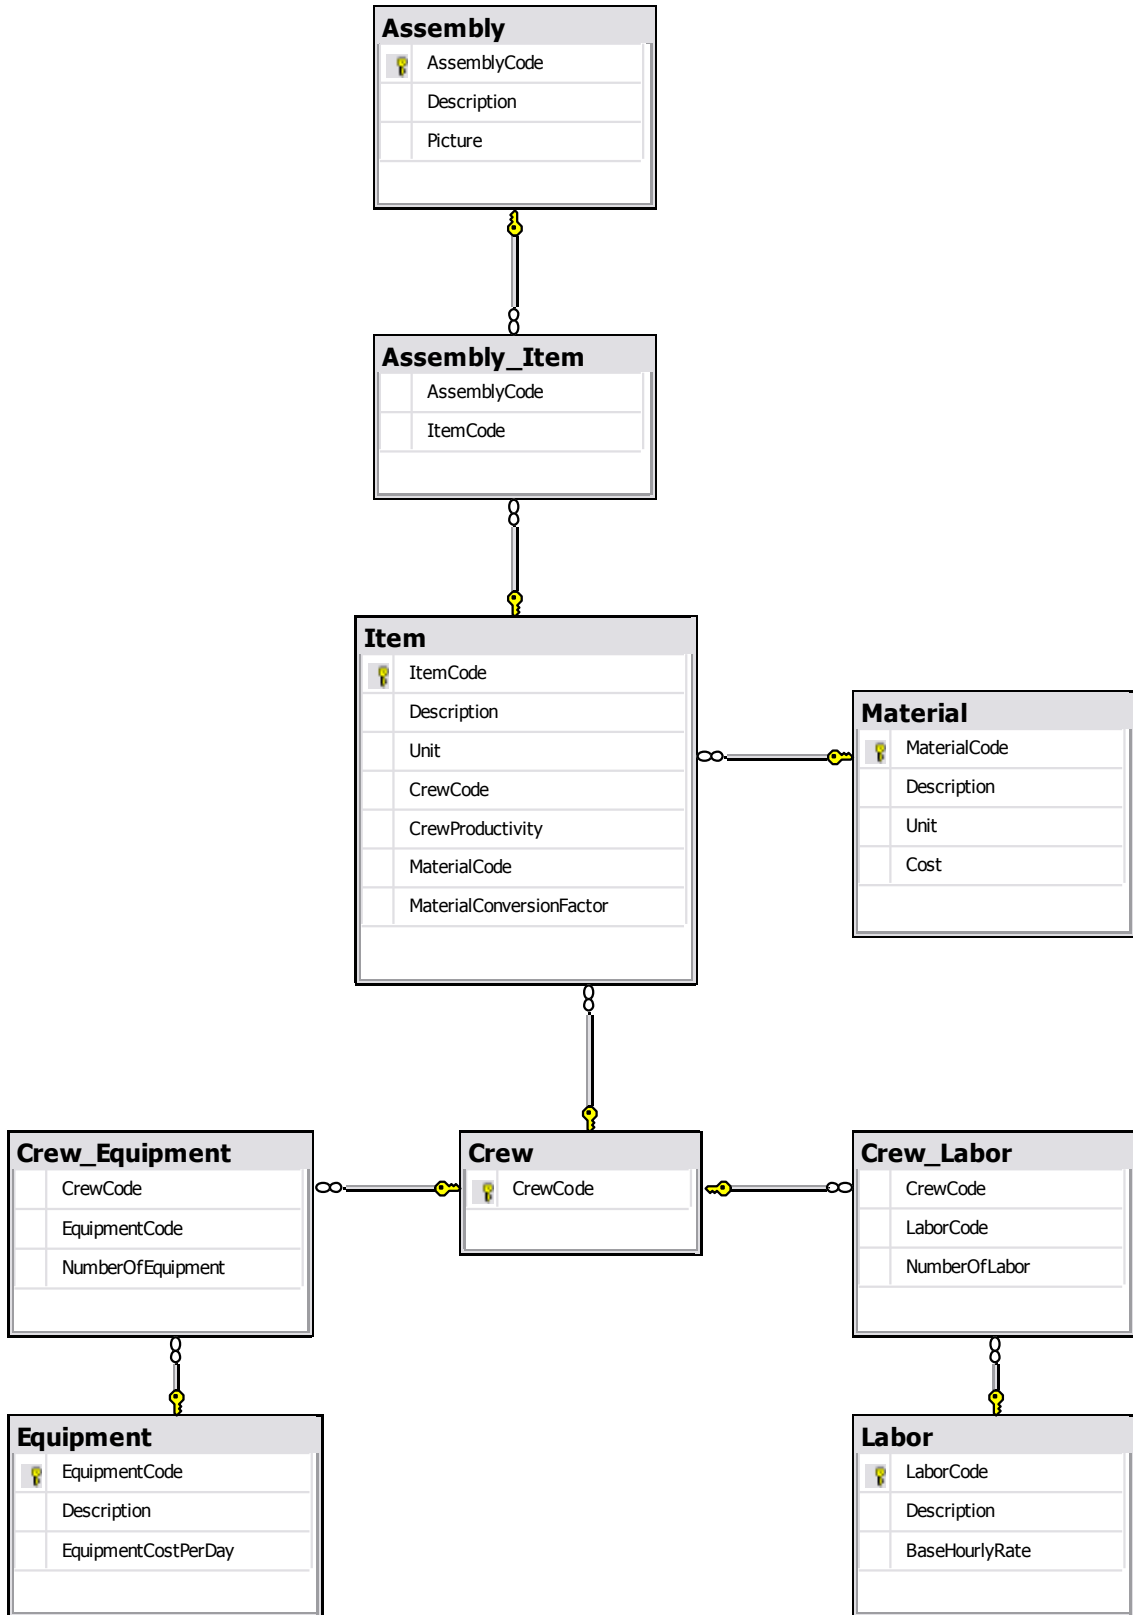 Assembly
AssemblyCode
Description
Picture
Assembly_Item
AssemblyCode
ItemCode
Item
ItemCode
Description
Unit
CrewCode
CrewProductivity
MaterialCode
MaterialConversionFactor
Material
MaterialCode
Description
Unit
Cost
Crew_Equipment
CrewCode
EquipmentCode
NumberOfEquipment
Crew
CrewCode
Crew_Labor
CrewCode
LaborCode
NumberOfLabor
Equipment
EquipmentCode
Description
EquipmentCostPerDay
Labor
LaborCode
Description
BaseHourlyRate